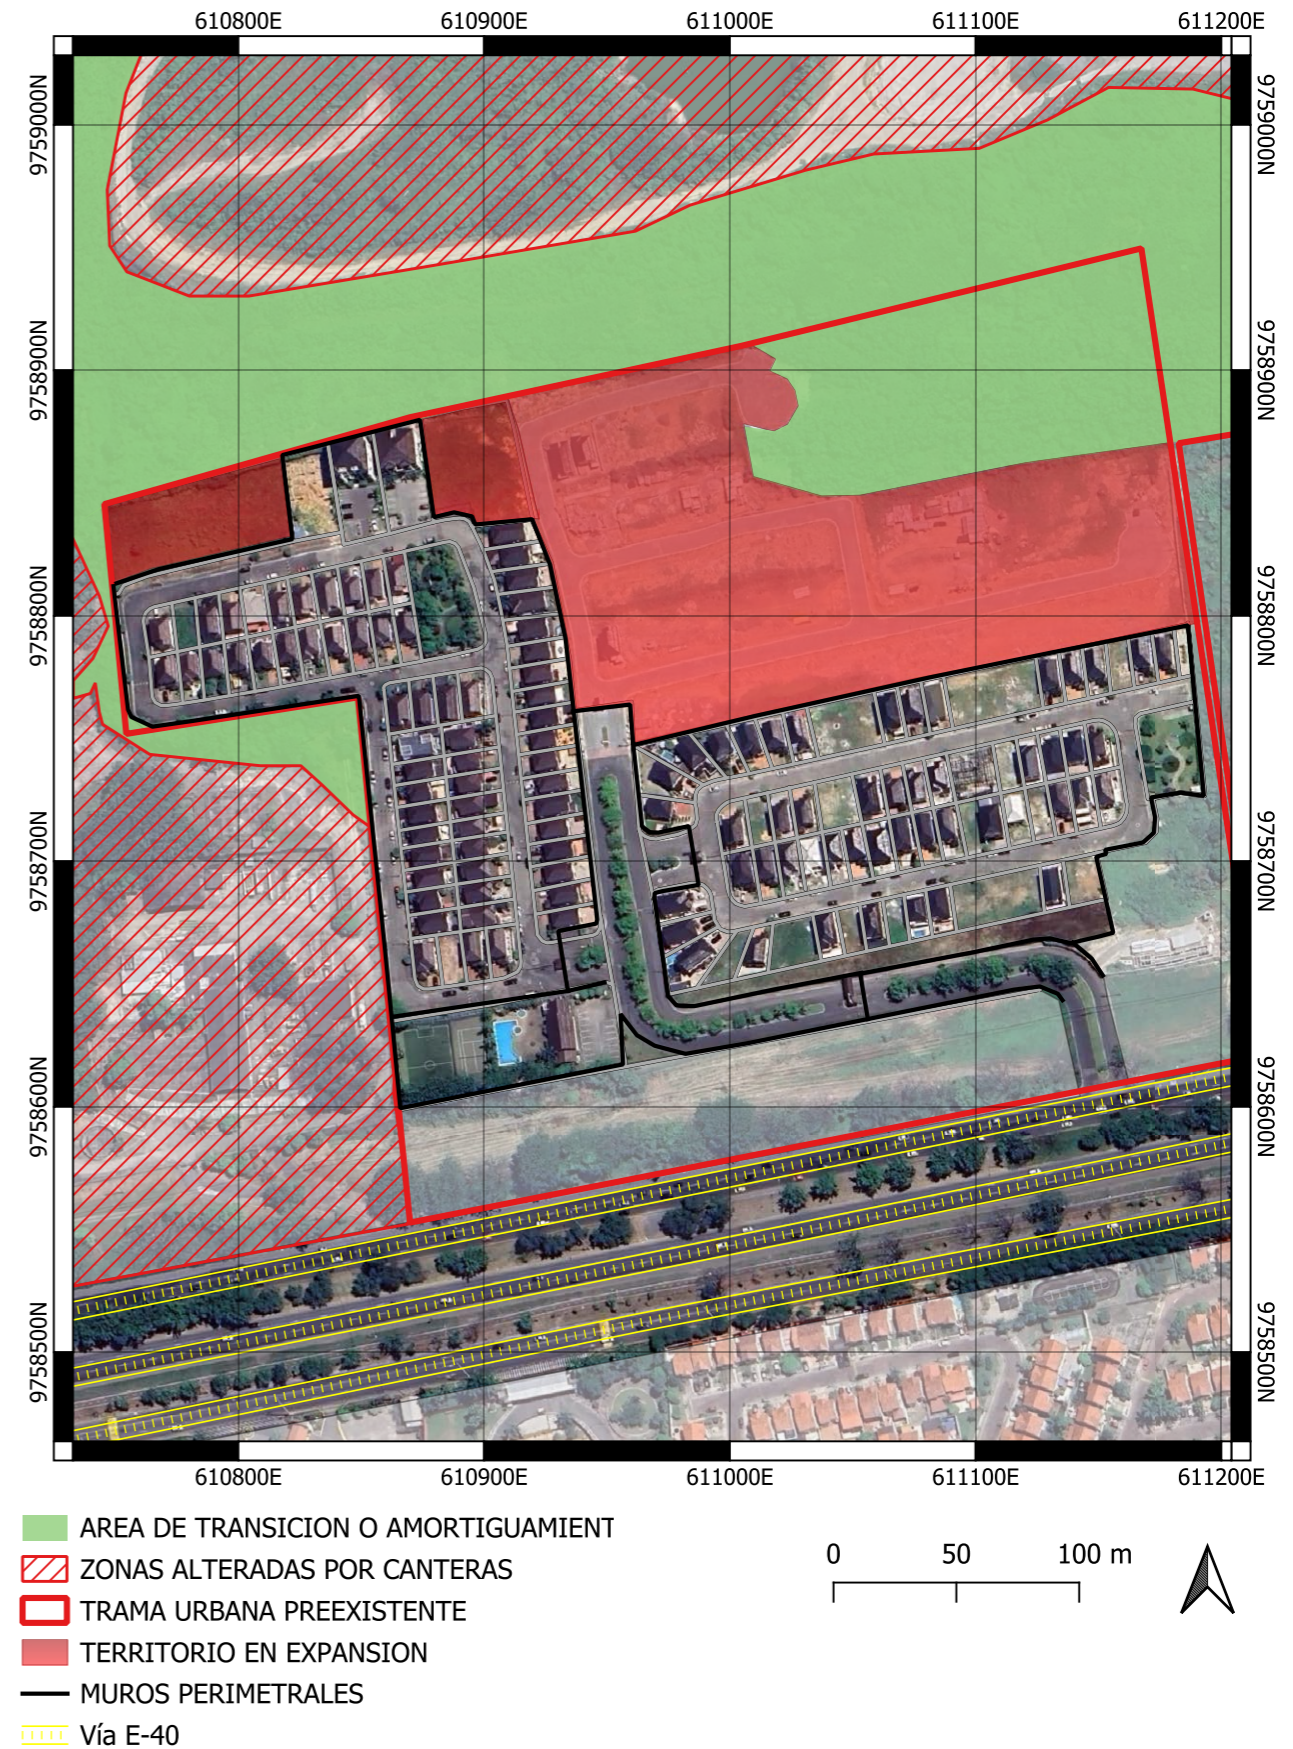 610800E 610900E 611000E 611100E 611200E
9759000N 9759000N
9758900N 9758900N
9758800N 9758800N
9758700N 9758700N
9758600N 9758600N
9758500N 9758500N
610800E 610900E 611000E 611100E 611200E
AREA DE TRANSICION O AMORTIGUAMIENT
ZONAS ALTERADAS POR CANTERAS
TRAMA URBANA PREEXISTENTE
TERRITORIO EN EXPANSION
MUROS PERIMETRALES
Vía E-40
0 50 100 m